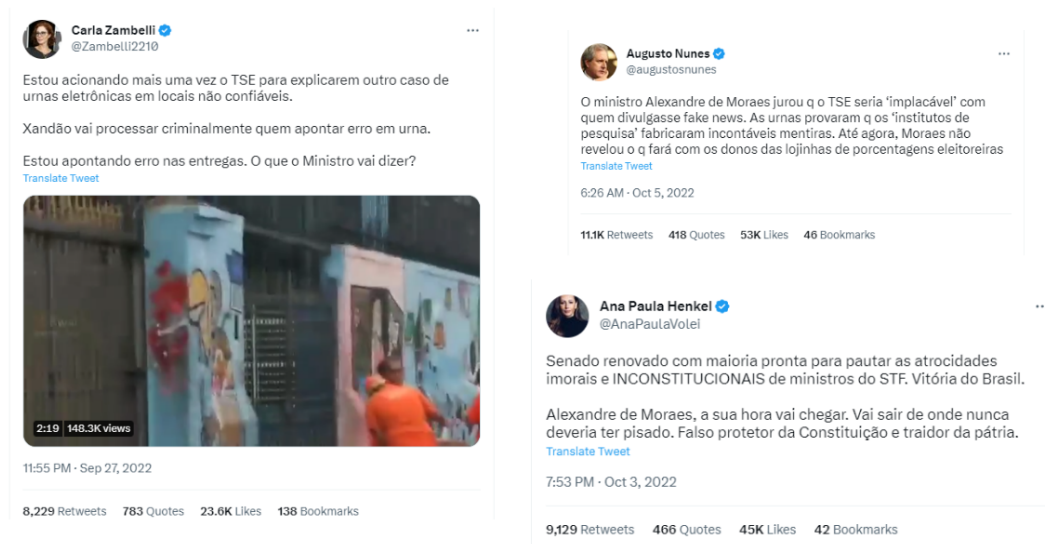 Carla Zambelli
@Zambelli2210
Estou acionando mais uma vez o TSE para explicarem outro caso de
urnas eletrônicas em locais não confiáveis.
Xandão vai processar criminalmente quem apontar erro em urna.
Estou apontando erro nas entregas. O que o Ministro vai dizer?
Translate Tweet
2:19 148.3K views
11:55 PM · Sep 27, 2022
8,229 Retweets 783 Quotes 23.6K Likes 138 Bookmarks
Augusto Nunes
@augustosnunes
O ministro Alexandre de Moraes jurou q o TSE seria ‘implacável’ com
quem divulgasse fake news. As urnas provaram q os ‘institutos de
pesquisa’ fabricaram incontáveis mentiras. Até agora, Moraes não
revelou o q fará com os donos das lojinhas de porcentagens eleitoreiras
Translate Tweet
6:26 AM · Oct 5, 2022
11.1K Retweets 418 Quotes 53K Likes 46 Bookmarks
Ana Paula Henkel
@AnaPaulaVolei
Senado renovado com maioria pronta para pautar as atrocidades
imorais e INCONSTITUCIONAIS de ministros do STF. Vitória do Brasil.
Alexandre de Moraes, a sua hora vai chegar. Vai sair de onde nunca
deveria ter pisado. Falso protetor da Constituição e traidor da pátria.
Translate Tweet
7:53 PM · Oct 3, 2022
9,129 Retweets 466 Quotes 45K Likes 42 Bookmarks